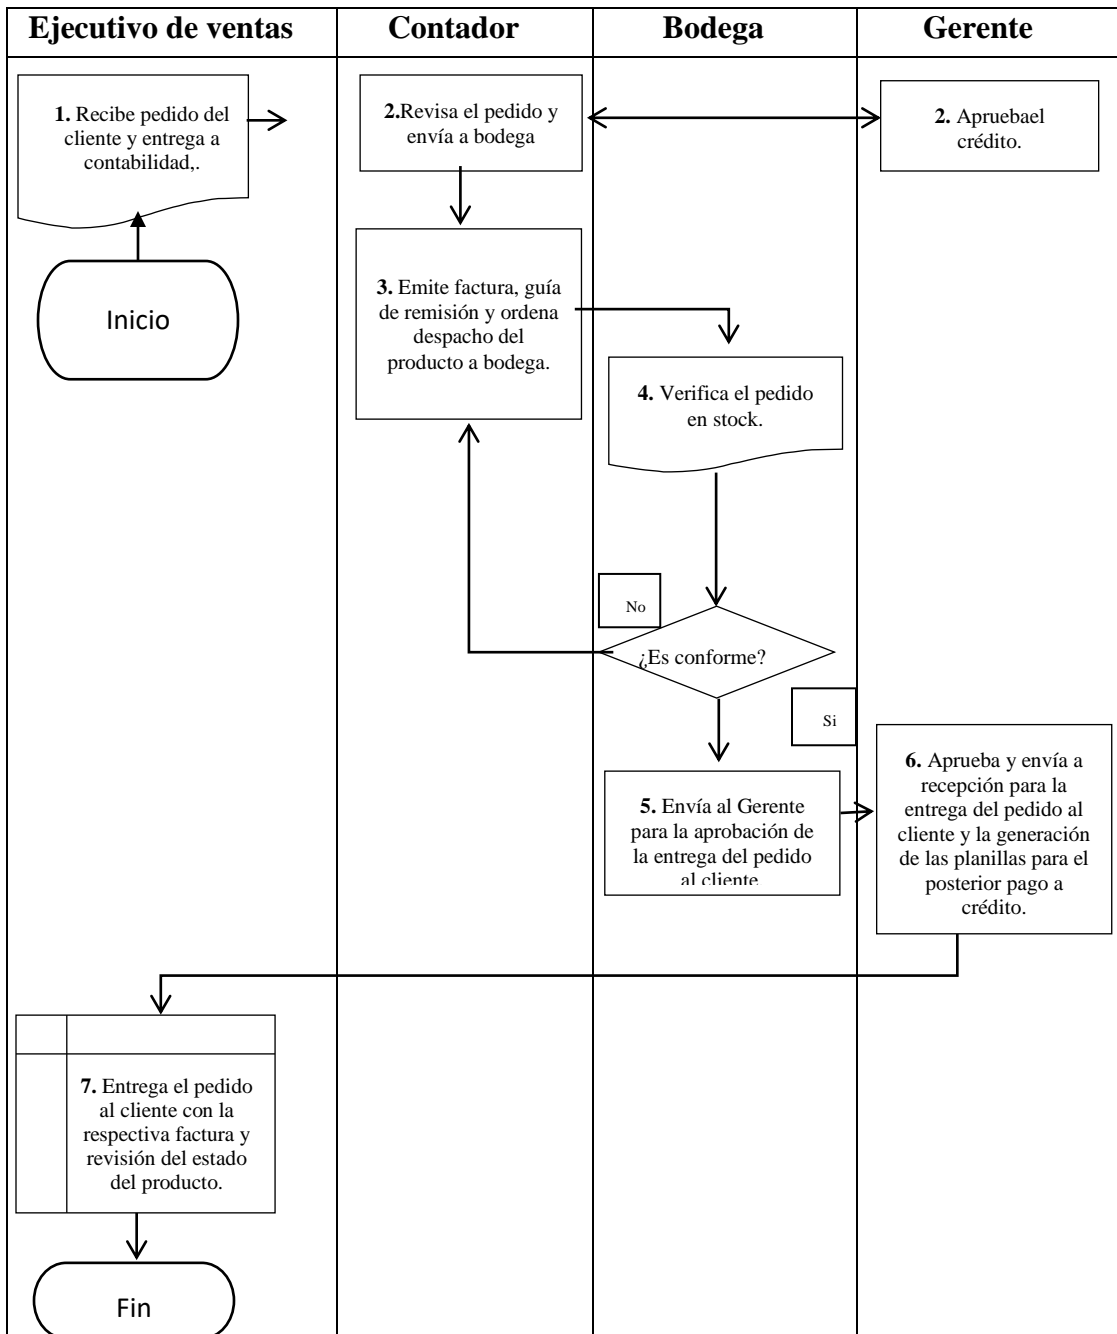 Ejecutivo de ventas
Contador
Bodega
Gerente
1. Recibe pedido del
cliente y entrega a
contabilidad,.
2.Revisa el pedido y
envía a bodega
2. Apruebael
crédito.
Inicio
3. Emite factura, guía
de remisión y ordena
despacho del
producto a bodega.
4. Verifica el pedido
en stock.
No
¿Es conforme?
Si
5. Envía al Gerente
para la aprobación de
la entrega del pedido
al cliente
6. Aprueba y envía a
recepción para la
entrega del pedido al
cliente y la generación
de las planillas para el
posterior pago a
crédito.
7. Entrega el pedido
al cliente con la
respectiva factura y
revisión del estado
del producto.
Fin